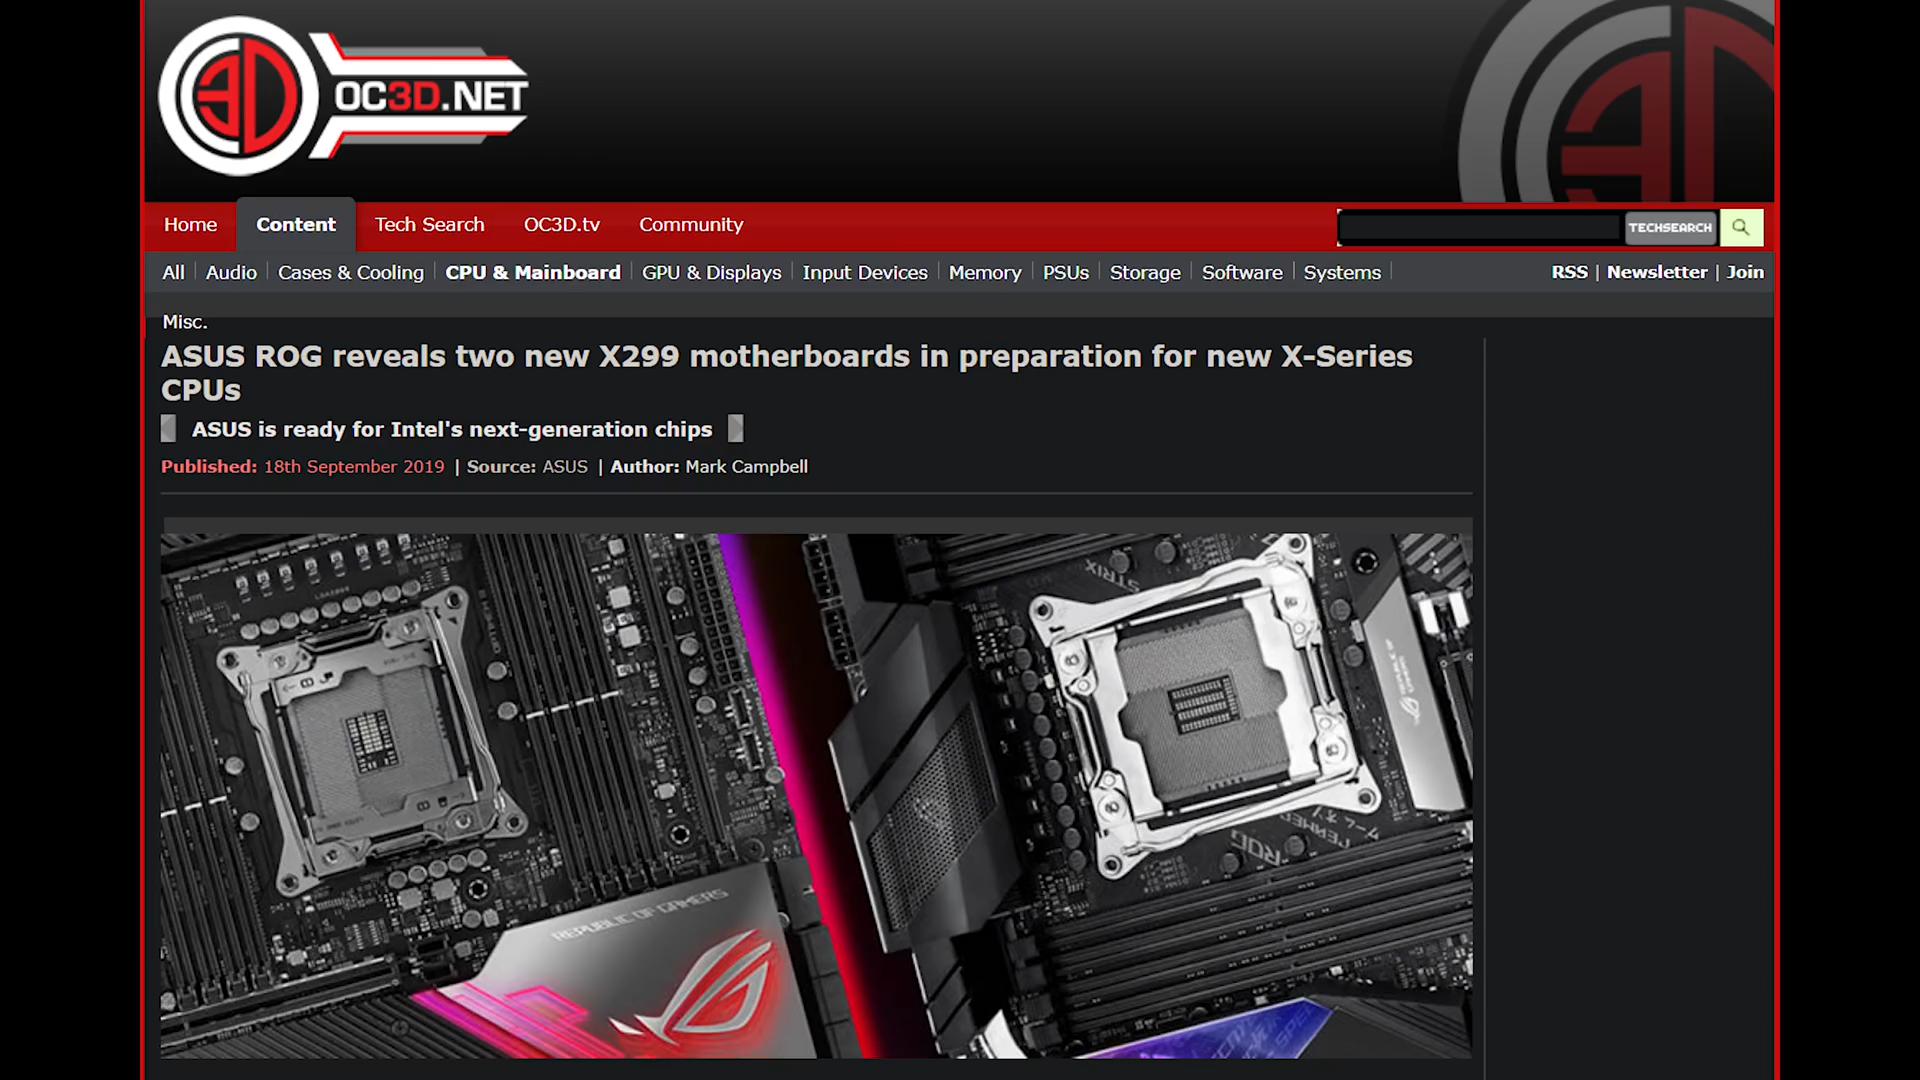 OC3D.NET
Home Content Tech Search OC3D.tv Community TECHSEARCH
All Audio Cases & Cooling CPU & Mainboard GPU & Displays Input Devices Memory PSUs Storage Software Systems RSS | Newsletter | Join
Misc.
ASUS ROG reveals two new X299 motherboards in preparation for new X-Series
CPUs
ASUS is ready for Intel's next-generation chips
Published: 18th September 2019 | Source: ASUS | Author: Mark Campbell
STRIX
REPUBLIC OF GAMERS
ROG